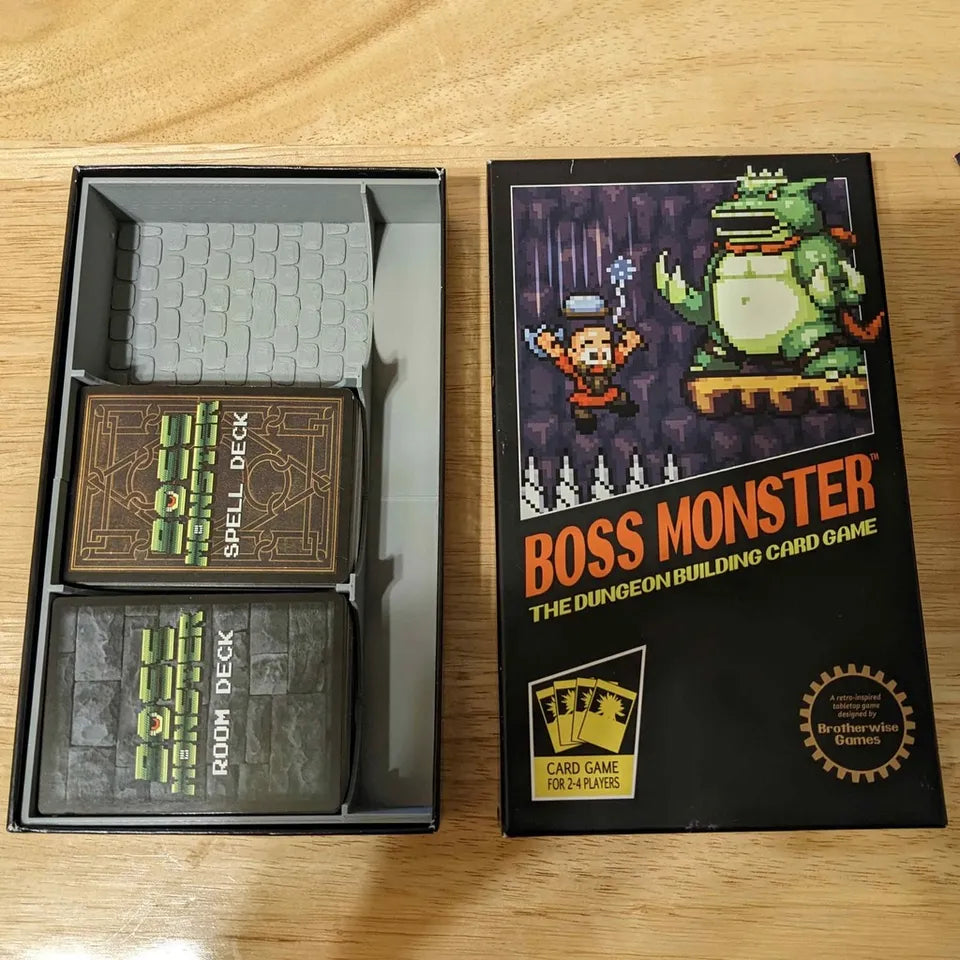 BOSS
MONSTER
SPELL DECK
BOSS
MONSTER
ROOM DECK
BOSS MONSTER™
THE DUNGEON BUILDING CARD GAME
CARD GAME
FOR 2-4 PLAYERS
A retro-inspired
tabletop game
designed by
Brotherwise
Games